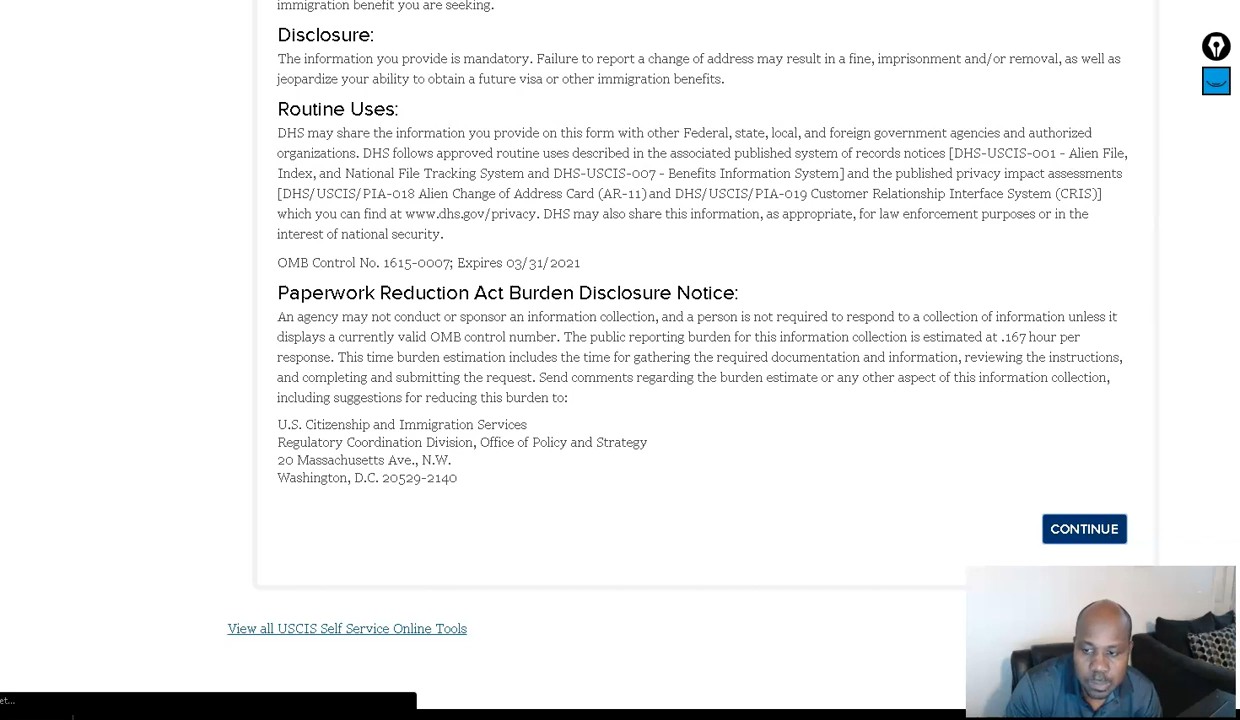 immigration benefit you are seeking.
Disclosure:
The information you provide is mandatory. Failure to report a change of address may result in a fine, imprisonment and/or removal, as well as
jeopardize your ability to obtain a future visa or other immigration benefits.
Routine Uses:
DHS may share the information you provide on this form with other Federal, state, local, and foreign government agencies and authorized
organizations. DHS follows approved routine uses described in the associated published system of records notices [DHS-USCIS-001 - Alien File,
Index, and National File Tracking System and DHS-USCIS-007 - Benefits Information System] and the published privacy impact assessments
[DHS/USCIS/PIA-018 Alien Change of Address Card (AR-11) and DHS/USCIS/PIA-019 Customer Relationship Interface System (CRIS)]
which you can find at www.dhs.gov/privacy. DHS may also share this information, as appropriate, for law enforcement purposes or in the
interest of national security.
OMB Control No. 1615-0007; Expires 03/31/2021
Paperwork Reduction Act Burden Disclosure Notice:
An agency may not conduct or sponsor an information collection, and a person is not required to respond to a collection of information unless it
displays a currently valid OMB control number. The public reporting burden for this information collection is estimated at .167 hour per
response. This time burden estimation includes the time for gathering the required documentation and information, reviewing the instructions,
and completing and submitting the request. Send comments regarding the burden estimate or any other aspect of this information collection,
including suggestions for reducing this burden to:
U.S. Citizenship and Immigration Services
Regulatory Coordination Division, Office of Policy and Strategy
20 Massachusetts Ave., N.W.
Washington, D.C. 20529-2140
CONTINUE
View all USCIS Self Service Online Tools
et...